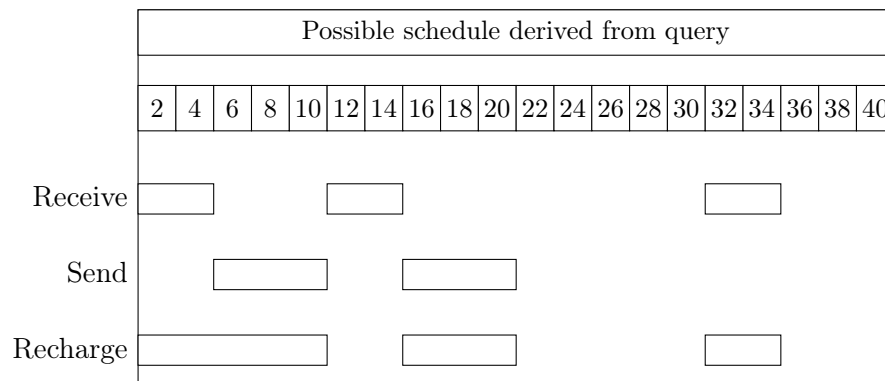 Possible schedule derived from query
2 4 6 8 10 12 14 16 18 20 22 24 26 28 30 32 34 36 38 40
Receive
Send
Recharge